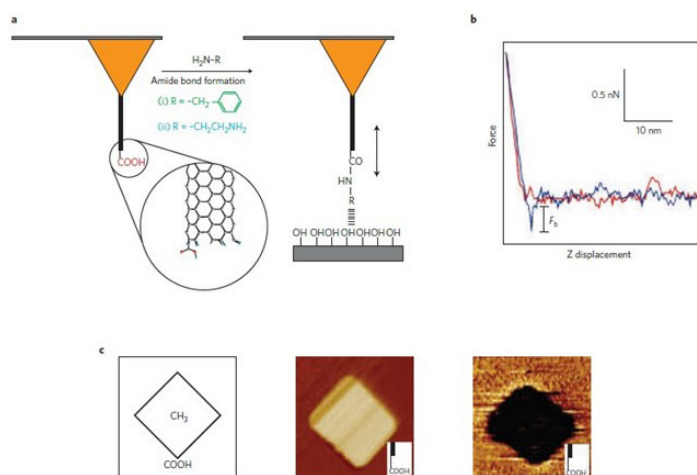 a
H₂N–R
Amide bond formation
(i) R = –CH₂
(ii) R = –CH₂CH₂NH₂
COOH
CO
HN
R
OH OHOH OHOHOHOH
b
Force
0.5 nN
10 nm
Fb
Z displacement
c
CH₃
COOH
COOH
COOH